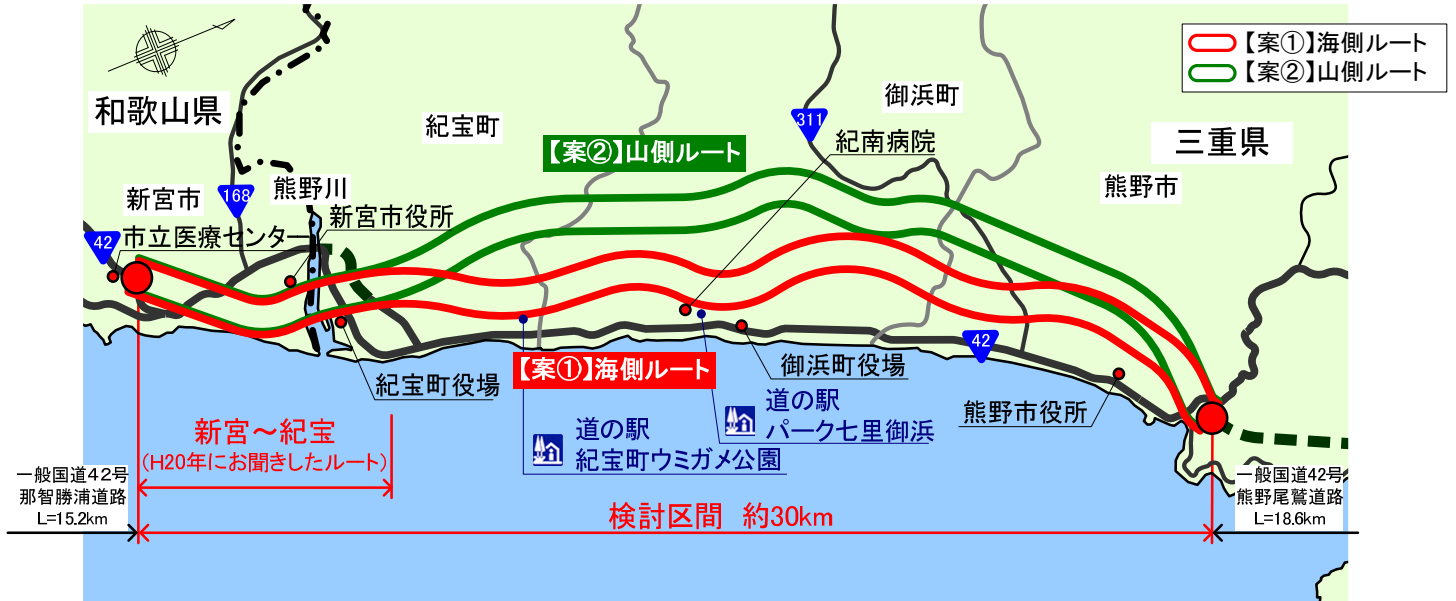 【案①】海側ルート
【案②】山側ルート
和歌山県
紀宝町
御浜町
311
【案②】山側ルート
紀南病院
三重県
新宮市
168
熊野川
熊野市
新宮市役所
42
市立医療センター
42
【案①】海側ルート
御浜町役場
紀宝町役場
道の駅
パーク七里御浜
熊野市役所
新宮～紀宝
(H20年にお聞きしたルート)
道の駅
紀宝町ウミガメ公園
一般国道42号
那智勝浦道路
L=15.2km
検討区間 約30km
一般国道42号
熊野尾鷲道路
L=18.6km